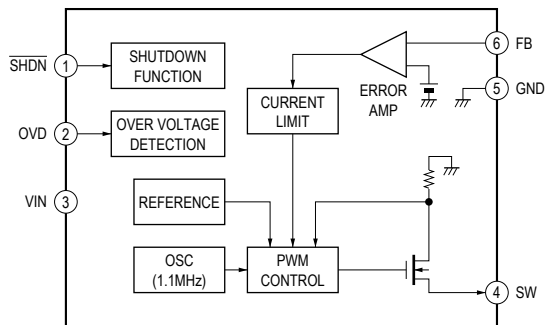 SHDN
1
SHUTDOWN
FUNCTION
OVD
2
OVER VOLTAGE
DETECTION
VIN
3
CURRENT
LIMIT
ERROR
AMP
6
FB
5
GND
REFERENCE
OSC
(1.1MHz)
PWM
CONTROL
4
SW